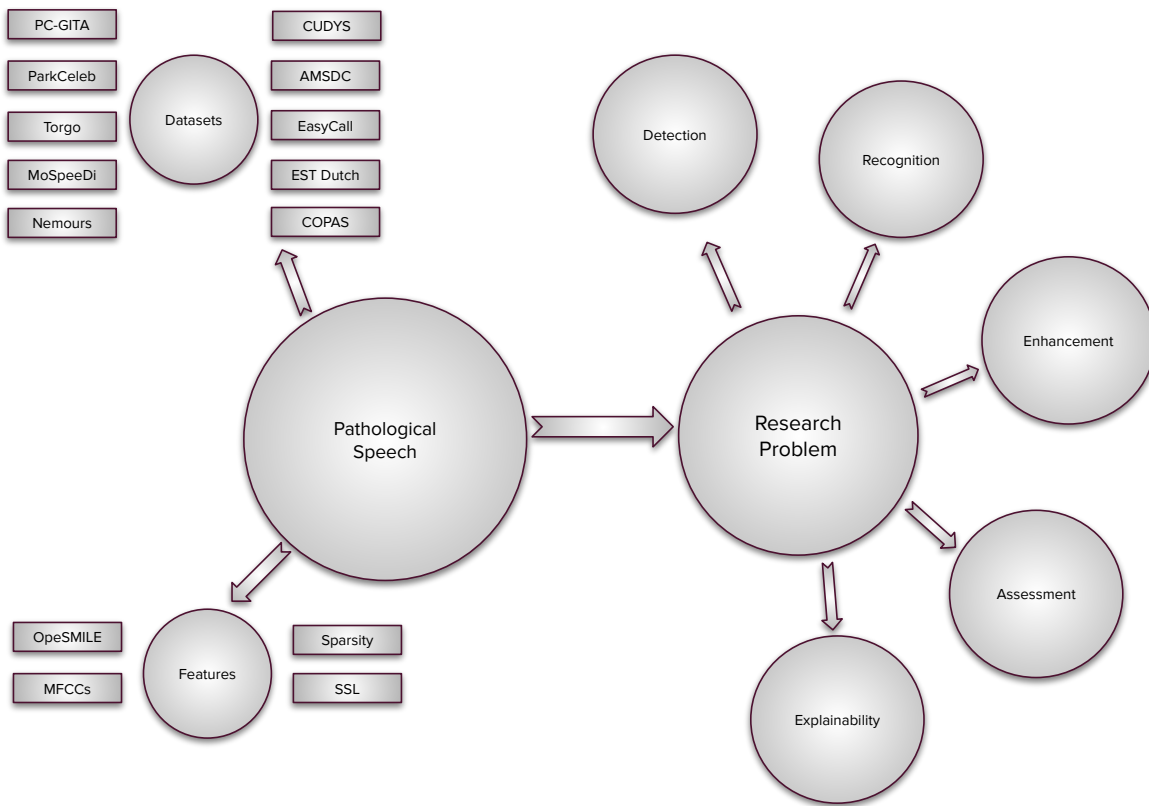 PC-GITA
ParkCeleb
Torgo
MoSpeeDi
Nemours
Datasets
CUDYS
AMSDC
EasyCall
EST Dutch
COPAS
Pathological
Speech
OpeSMILE
MFCCs
Features
Sparsity
SSL
Research
Problem
Detection
Recognition
Enhancement
Assessment
Explainability